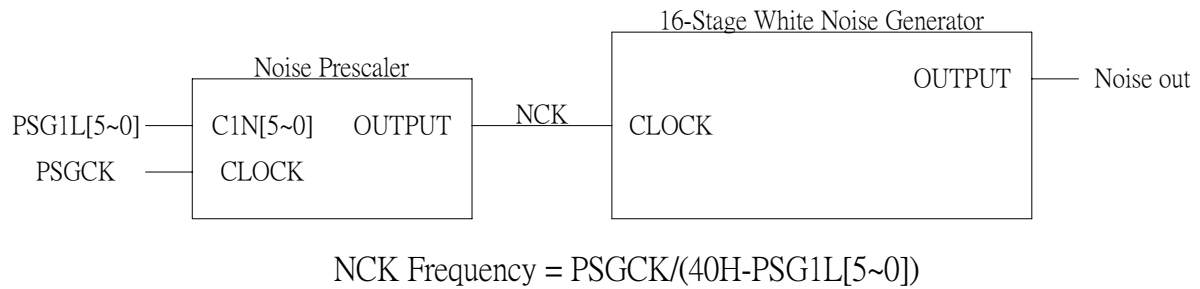 16-Stage White Noise Generator
Noise Prescaler
OUTPUT
Noise out
PSG1L[5~0]
C1N[5~0]
OUTPUT
NCK
CLOCK
PSGCK
CLOCK
NCK Frequency = PSGCK/(40H-PSG1L[5~0])